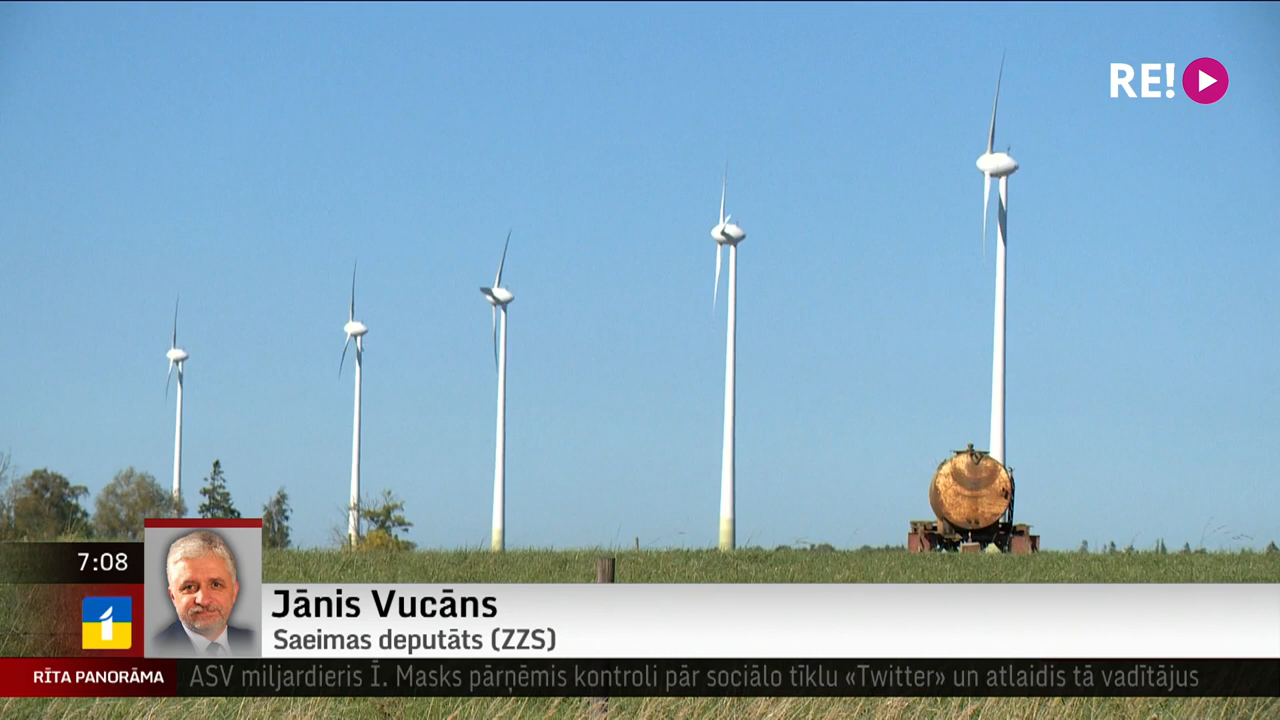 RE!
7:08
1
Jānis Vucāns
Saeimas deputāts (ZZS)
RĪTA PANORĀMA
ASV miljardieris Ī. Masks pārņēmis kontroli pār sociālo tīklu «Twitter» un atlaidis tā vadītājus